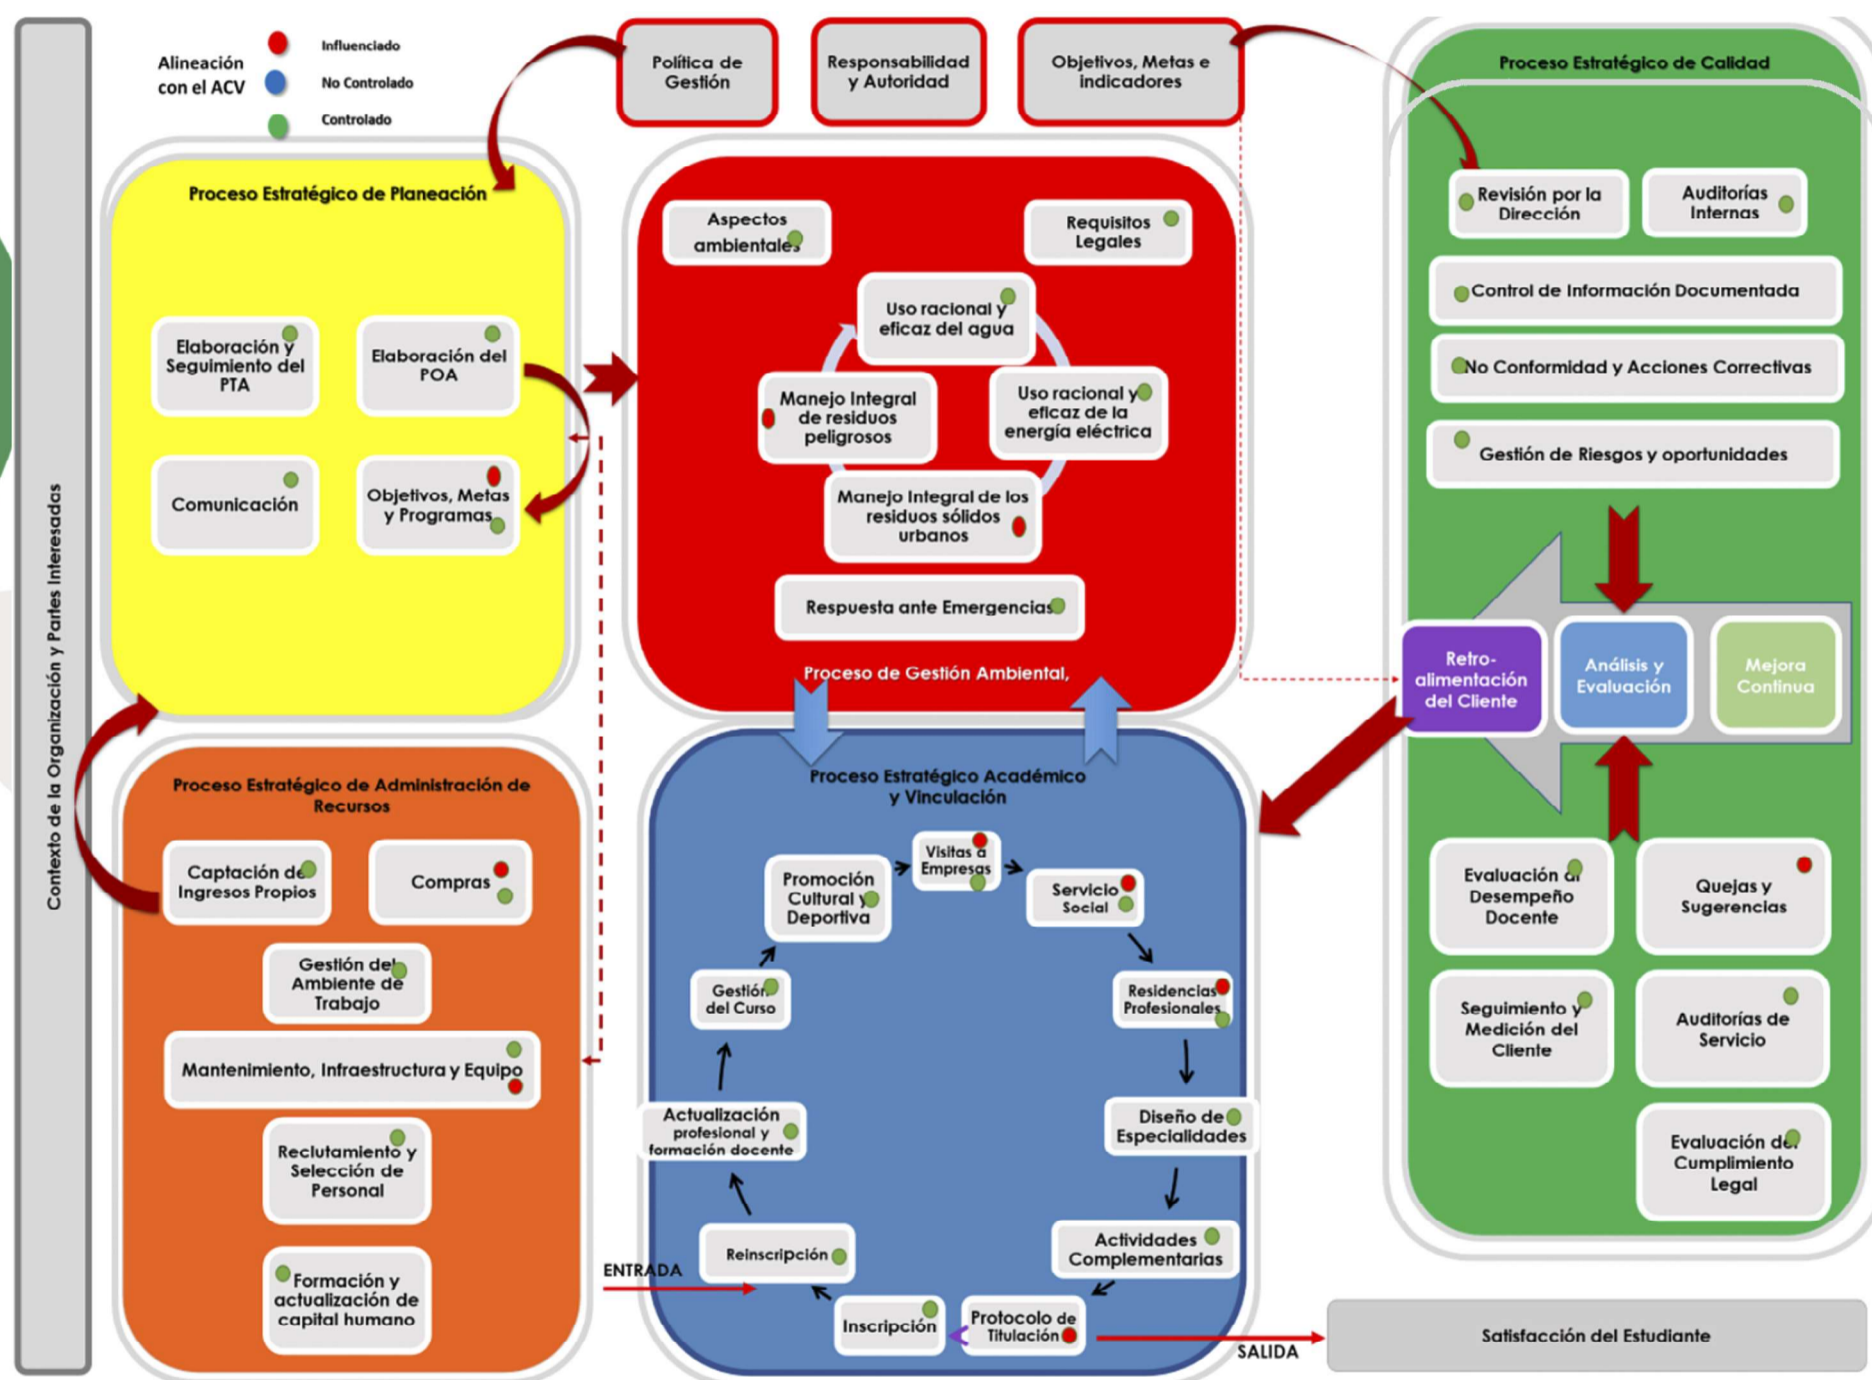 Contexto de la Organización y Partes Interesadas
Alineación
con el ACV
Influenciado
No Controlado
Controlado
Política de
Gestión
Responsabilidad
y Autoridad
Objetivos, Metas e
indicadores
Proceso Estratégico de Planeación
Elaboración y
Seguimiento del
PTA
Elaboración del
POA
Comunicación
Objetivos, Metas
y Programas
Aspectos
ambientales
Requisitos
Legales
Uso racional y
eficaz del agua
Manejo Integral
de residuos
peligrosos
Uso racional y
eficaz de la
energía eléctrica
Manejo Integral de los
residuos sólidos
urbanos
Respuesta ante Emergencias
Proceso de Gestión Ambiental,
Proceso Estratégico de Calidad
Revisión por la
Dirección
Auditorías
Internas
Control de Información Documentada
No Conformidad y Acciones Correctivas
Gestión de Riesgos y oportunidades
Retro-
alimentación
del Cliente
Análisis y
Evaluación
Mejora
Continua
Evaluación al
Desempeño
Docente
Quejas y
Sugerencias
Seguimiento y
Medición del
Cliente
Auditorías de
Servicio
Evaluación del
Cumplimiento
Legal
Proceso Estratégico de Administración de
Recursos
Captación de
Ingresos Propios
Compras
Gestión del
Ambiente de
Trabajo
Mantenimiento, Infraestructura y Equipo
Reclutamiento y
Selección de
Personal
Formación y
actualización de
capital humano
Proceso Estratégico Académico
y Vinculación
Visitas a
Empresas
Promoción
Cultural y
Deportiva
Servicio
Social
Gestión
del Curso
Residencias
Profesionales
Actualización
profesional y
formación docente
Diseño de
Especialidades
Reinscripción
Actividades
Complementarias
Inscripción
Protocolo de
Titulación
ENTRADA
SALIDA
Satisfacción del Estudiante